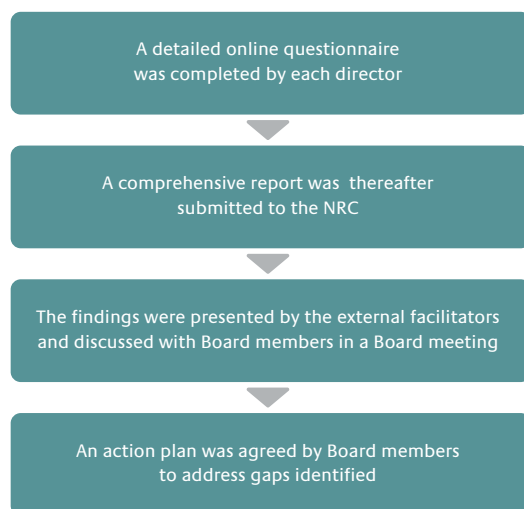 A detailed online questionnaire
was completed by each director
A comprehensive report was thereafter
submitted to the NRC
The findings were presented by the external facilitators
and discussed with Board members in a Board meeting
An action plan was agreed by Board members
to address gaps identified